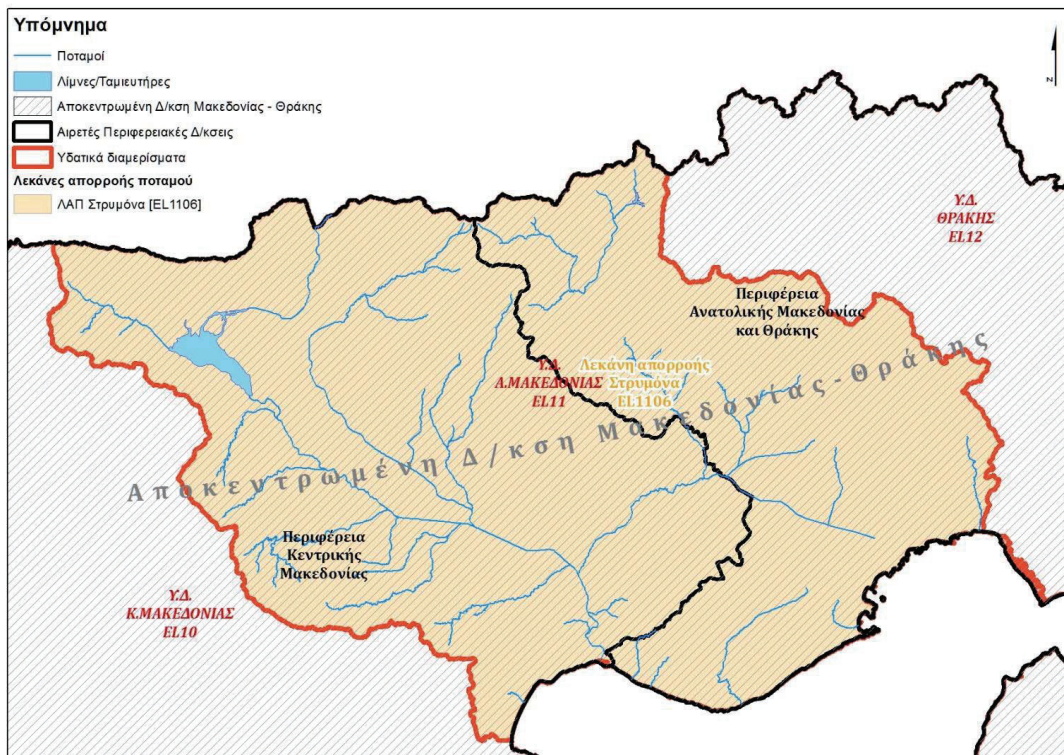 Υπόμνημα
Ποταμοί
Λίμνες/Ταμιευτήρες
Αποκεντρωμένη Δ/κση Μακεδονίας - Θράκης
Αιρετές Περιφερειακές Δ/κσεις
Υδατικά διαμερίσματα
Λεκάνες απορροής ποταμού
ΛΑΠ Στρυμόνα [EL1106]
N
Υ.Δ.
ΘΡΑΚΗΣ
EL12
Περιφέρεια
Ανατολικής Μακεδονίας
και Θράκης
Υ.Δ.
Α.ΜΑΚΕΔΟΝΙΑΣ
EL11
Λεκάνη απορροής
Στρυμόνα
EL1106
Αποκεντρωμένη Δ/κση Μακεδονίας-Θράκης
Περιφέρεια
Κεντρικής
Μακεδονίας
Υ.Δ.
Κ.ΜΑΚΕΔΟΝΙΑΣ
EL10